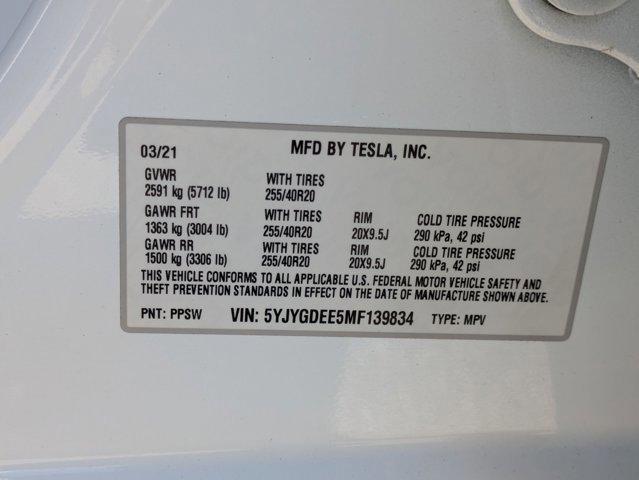 03/21 MFD BY TESLA, INC.
GVWR WITH TIRES
2591 kg (5712 lb) 255/40R20
GAWR FRT WITH TIRES RIM COLD TIRE PRESSURE
1363 kg (3004 lb) 255/40R20 20X9.5J 290 kPa, 42 psi
GAWR RR WITH TIRES RIM COLD TIRE PRESSURE
1500 kg (3306 lb) 255/40R20 20X9.5J 290 kPa, 42 psi
THIS VEHICLE CONFORMS TO ALL APPLICABLE U.S. FEDERAL MOTOR VEHICLE SAFETY AND
THEFT PREVENTION STANDARDS IN EFFECT ON THE DATE OF MANUFACTURE SHOWN ABOVE.
PNT: PPSW VIN: 5YJYGDEE5MF139834 TYPE: MPV